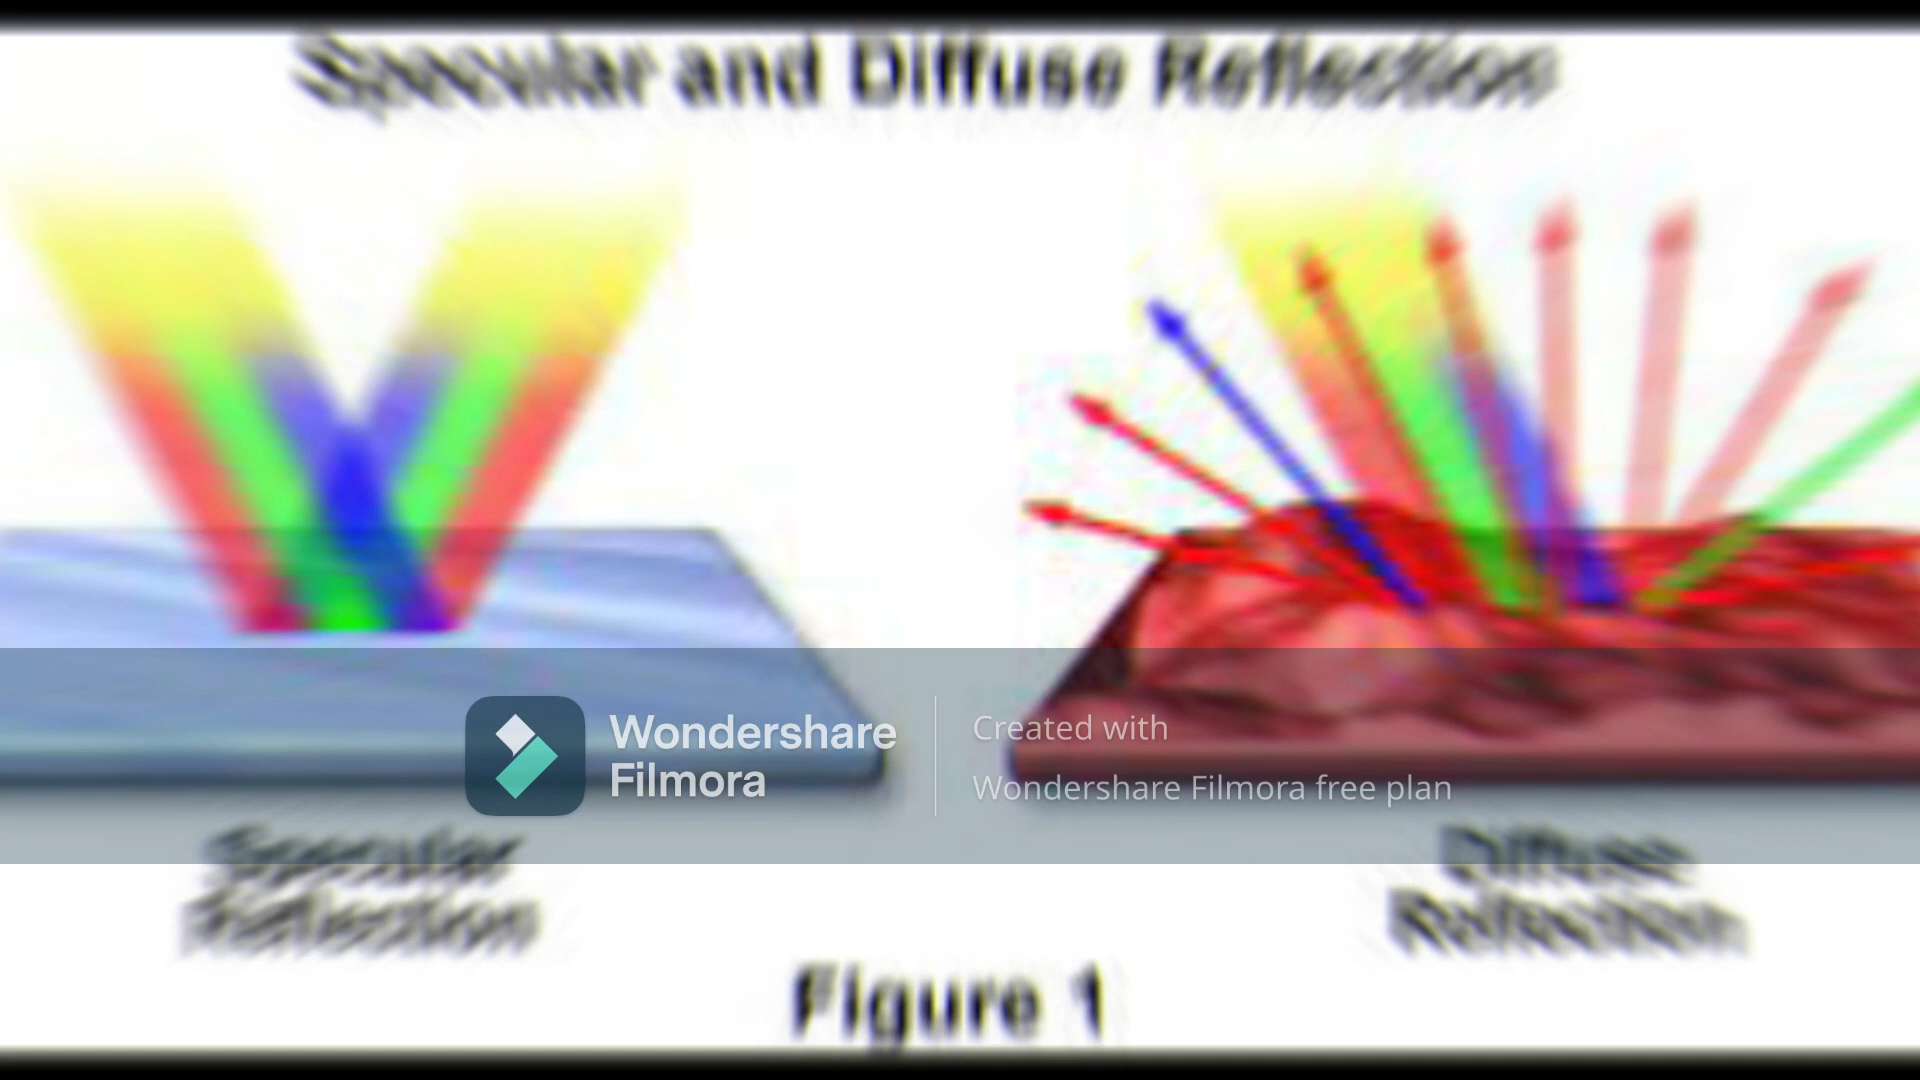 Specular and Diffuse Reflection
Wondershare
Filmora
Created with
Wondershare Filmora free plan
Specular
Reflection
Diffuse
Reflection
Figure 1